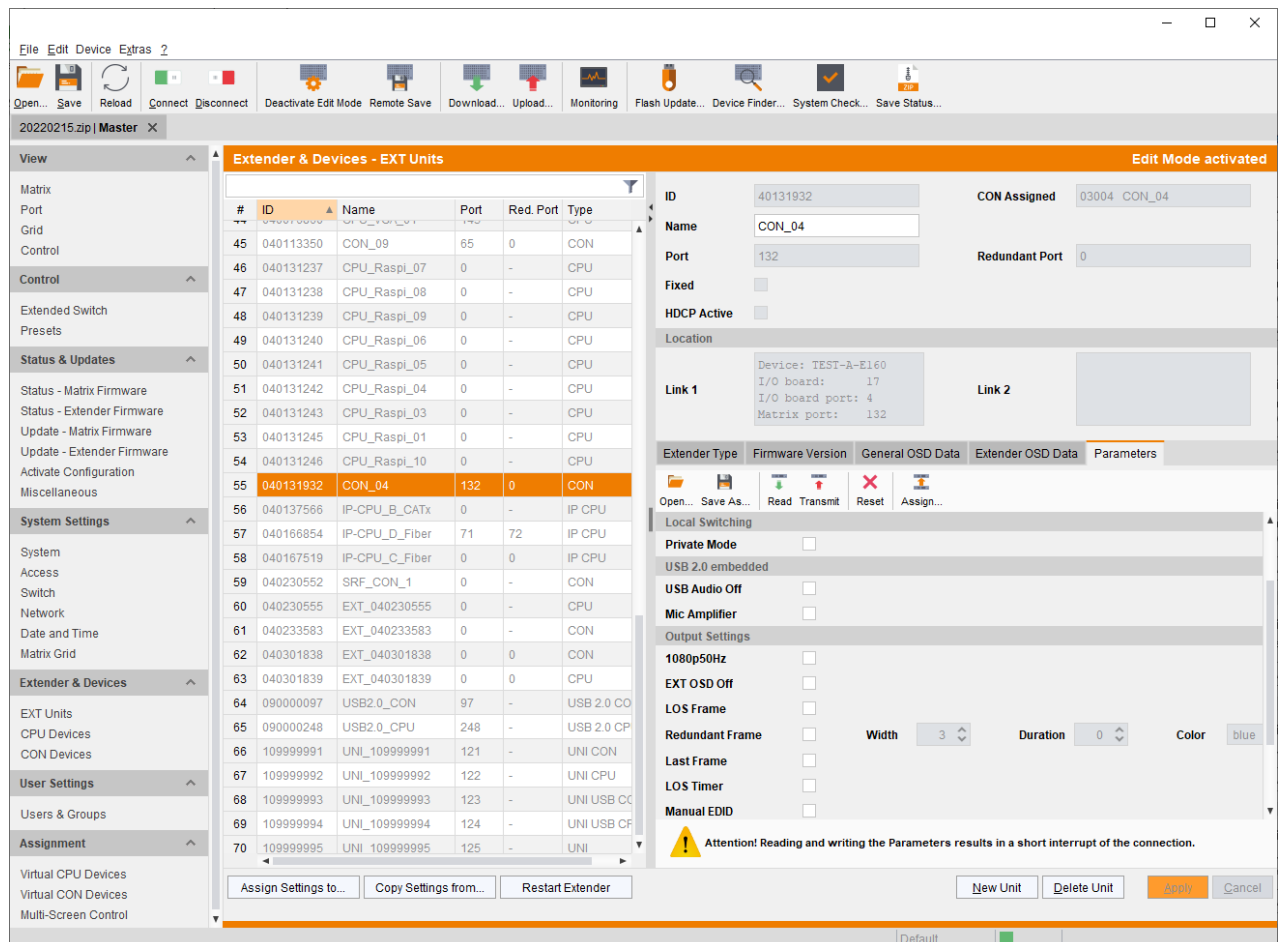 File Edit Device Extras ?
Open... Save Reload Connect Disconnect Deactivate Edit Mode Remote Save Download... Upload... Monitoring Flash Update... Device Finder... System Check... Save Status...
20220215.zip | Master
View
Matrix
Port
Grid
Control
Control
Extended Switch
Presets
Status & Updates
Status - Matrix Firmware
Status - Extender Firmware
Update - Matrix Firmware
Update - Extender Firmware
Activate Configuration
Miscellaneous
System Settings
System
Access
Switch
Network
Date and Time
Matrix Grid
Extender & Devices
EXT Units
CPU Devices
CON Devices
User Settings
Users & Groups
Assignment
Virtual CPU Devices
Virtual CON Devices
Multi-Screen Control
Extender & Devices - EXT Units Edit Mode activated
# ID Name Port Red. Port Type
45 040113350 CON_09 65 0 CON
46 040131237 CPU_Raspi_07 0 - CPU
47 040131238 CPU_Raspi_08 0 - CPU
48 040131239 CPU_Raspi_09 0 - CPU
49 040131240 CPU_Raspi_06 0 - CPU
50 040131241 CPU_Raspi_05 0 - CPU
51 040131242 CPU_Raspi_04 0 - CPU
52 040131243 CPU_Raspi_03 0 - CPU
53 040131245 CPU_Raspi_01 0 - CPU
54 040131246 CPU_Raspi_10 0 - CPU
55 040131932 CON_04 132 0 CON
56 040137566 IP-CPU_B_CATx 0 - IP CPU
57 040166854 IP-CPU_D_Fiber 71 72 IP CPU
58 040167519 IP-CPU_C_Fiber 0 0 IP CPU
59 040230552 SRF_CON_1 0 - CON
60 040230555 EXT_040230555 0 - CPU
61 040233583 EXT_040233583 0 - CON
62 040301838 EXT_040301838 0 0 CON
63 040301839 EXT_040301839 0 0 CPU
64 090000097 USB2.0_CON 97 - USB 2.0 CO
65 090000248 USB2.0_CPU 248 - USB 2.0 CP
66 109999991 UNI_109999991 121 - UNI CON
67 109999992 UNI_109999992 122 - UNI CPU
68 109999993 UNI_109999993 123 - UNI USB CO
69 109999994 UNI_109999994 124 - UNI USB CP
70 109999995 UNI_109999995 125 - UNI
Assign Settings to... Copy Settings from... Restart Extender
ID 40131932 CON Assigned 03004 CON_04
Name CON_04
Port 132 Redundant Port 0
Fixed
HDCP Active
Location
Link 1 Link 2
Device: TEST-A-E160
I/O board: 17
I/O board port: 4
Matrix port: 132
Extender Type Firmware Version General OSD Data Extender OSD Data Parameters
Open... Save As... Read Transmit Reset Assign...
Local Switching
Private Mode
USB 2.0 embedded
USB Audio Off
Mic Amplifier
Output Settings
1080p50Hz
EXT OSD Off
LOS Frame
Redundant Frame Width 3 Duration 0 Color blue
Last Frame
LOS Timer
Manual EDID
Attention! Reading and writing the Parameters results in a short interrupt of the connection.
New Unit Delete Unit Apply Cancel
Default